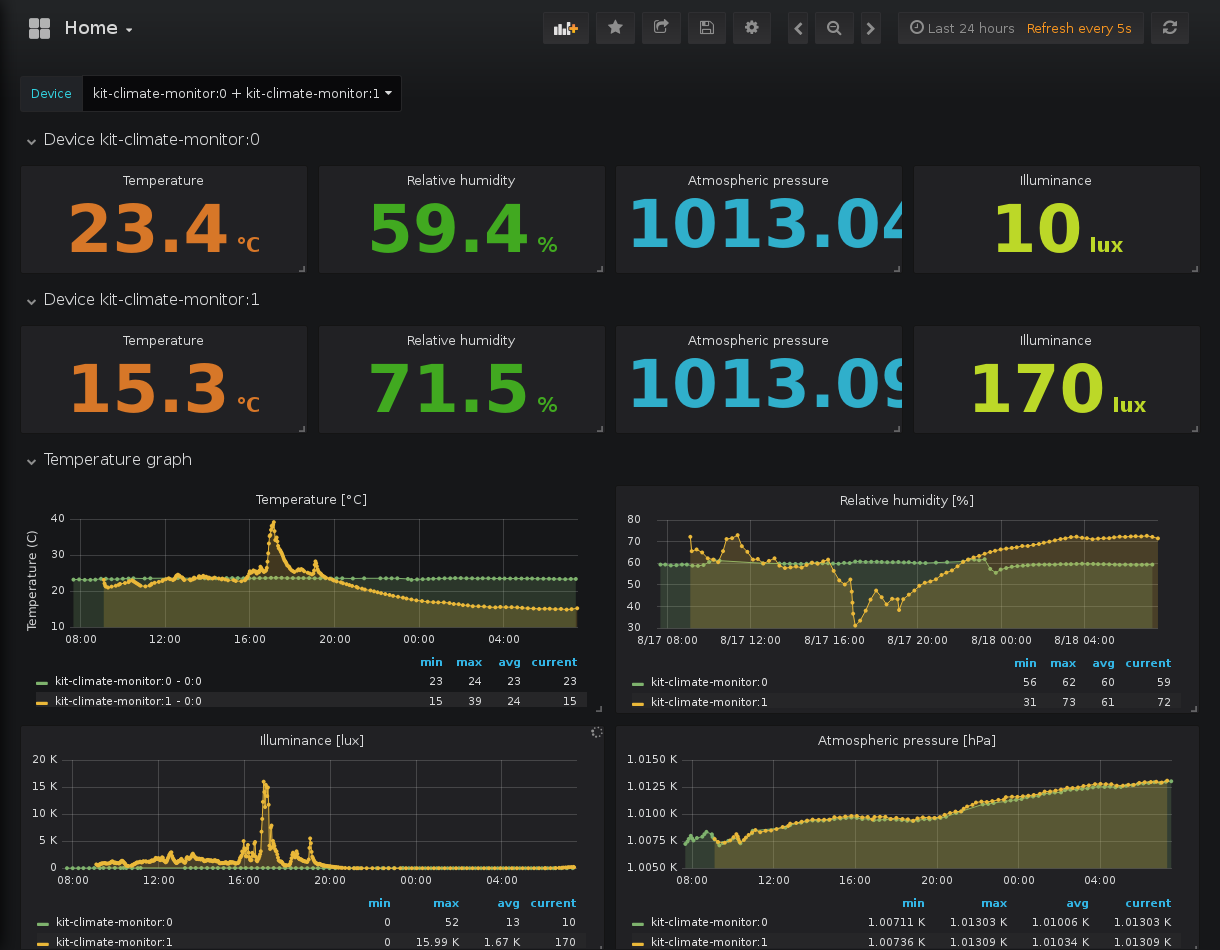 Home
Last 24 hours Refresh every 5s
Device kit-climate-monitor:0 + kit-climate-monitor:1
Device kit-climate-monitor:0
Temperature Relative humidity Atmospheric pressure Illuminance
23.4 °C 59.4 % 1013.04 10 lux
Device kit-climate-monitor:1
Temperature Relative humidity Atmospheric pressure Illuminance
15.3 °C 71.5 % 1013.09 170 lux
Temperature graph
Temperature [°C]
Temperature (C)
40
30
20
10
08:00 12:00 16:00 20:00 00:00 04:00
min max avg current
kit-climate-monitor:0 - 0:0 23 24 23 23
kit-climate-monitor:1 - 0:0 15 39 24 15
Relative humidity [%]
80
70
60
50
40
30
8/17 08:00 8/17 12:00 8/17 16:00 8/17 20:00 8/18 00:00 8/18 04:00
min max avg current
kit-climate-monitor:0 56 62 60 59
kit-climate-monitor:1 31 73 61 72
Illuminance [lux]
20 K
15 K
10 K
5 K
0
08:00 12:00 16:00 20:00 00:00 04:00
min max avg current
kit-climate-monitor:0 0 52 13 10
kit-climate-monitor:1 0 15.99 K 1.67 K 170
Atmospheric pressure [hPa]
1.0150 K
1.0125 K
1.0100 K
1.0075 K
1.0050 K
08:00 12:00 16:00 20:00 00:00 04:00
min max avg current
kit-climate-monitor:0 1.00711 K 1.01303 K 1.01006 K 1.01303 K
kit-climate-monitor:1 1.00736 K 1.01309 K 1.01034 K 1.01309 K